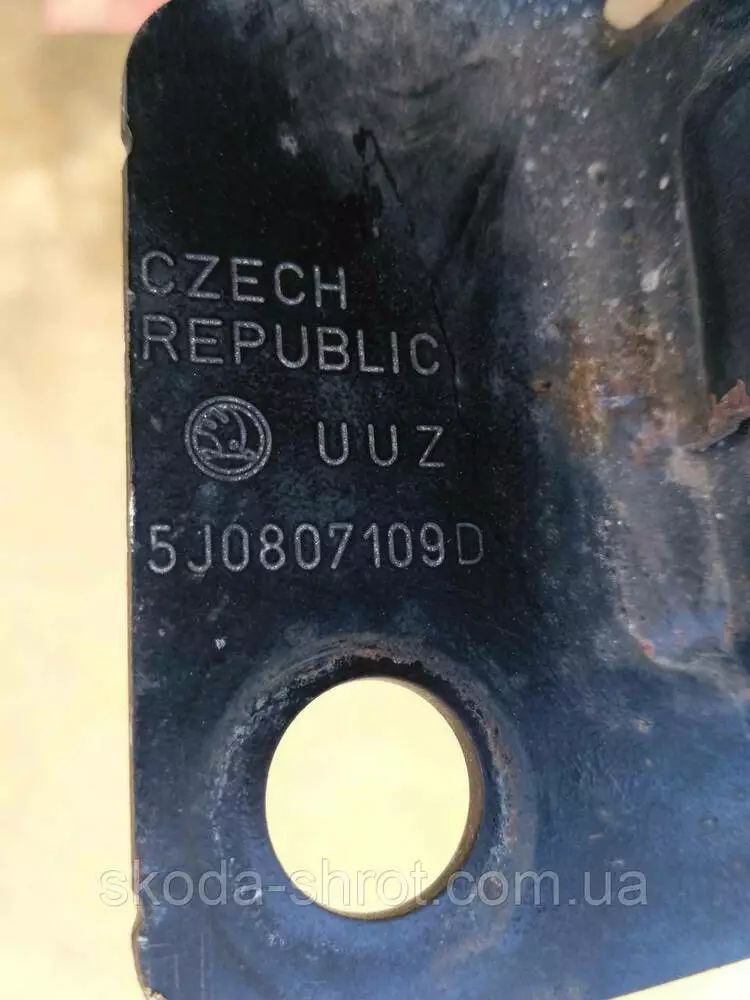 CZECH
REPUBLIC
UUZ
5J0807109D
skoda-shrot.com.ua